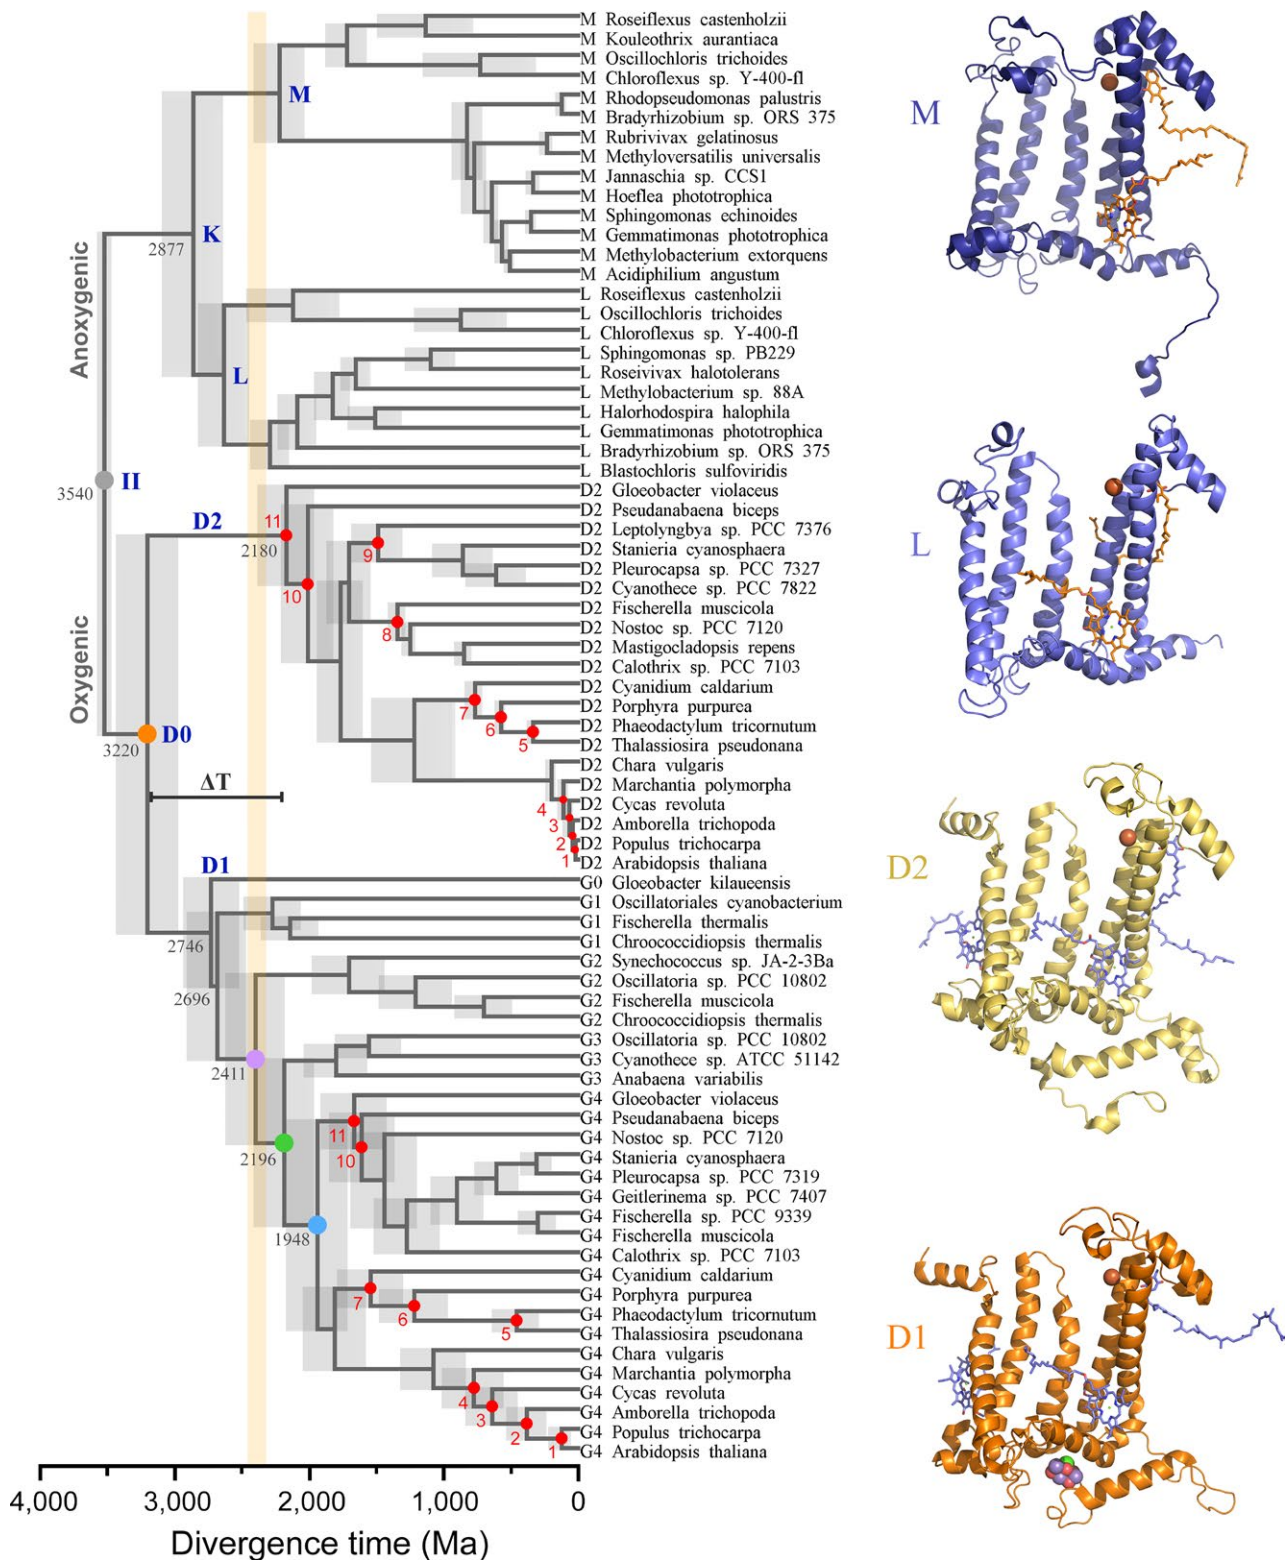 M Roseiflexus castenholzii
M Kouleothrix aurantiaca
M Oscillochloris trichoides
M Chloroflexus sp. Y-400-fl
M Rhodopseudomonas palustris
M Bradyrhizobium sp. ORS 375
M Rubrivivax gelatinosus
M Methyloversatilis universalis
M Jannaschia sp. CCS1
M Hoeflea phototrophica
M Sphingomonas echinoides
M Gemmatimonas phototrophica
M Methylobacterium extorquens
M Acidiphilium angustum
L Roseiflexus castenholzii
L Oscillochloris trichoides
L Chloroflexus sp. Y-400-fl
L Sphingomonas sp. PB229
L Roseivivax halotolerans
L Methylobacterium sp. 88A
L Halorhodospira halophila
L Gemmatimonas phototrophica
L Bradyrhizobium sp. ORS 375
L Blastochloris sulfoviridis
D2 Gloeobacter violaceus
D2 Pseudanabaena biceps
D2 Leptolyngbya sp. PCC 7376
D2 Stanieria cyanosphaera
D2 Pleurocapsa sp. PCC 7327
D2 Cyanothece sp. PCC 7822
D2 Fischerella muscicola
D2 Nostoc sp. PCC 7120
D2 Mastigocladopsis repens
D2 Calothrix sp. PCC 7103
D2 Cyanidium caldarium
D2 Porphyra purpurea
D2 Phaeodactylum tricornutum
D2 Thalassiosira pseudonana
D2 Chara vulgaris
D2 Marchantia polymorpha
D2 Cycas revoluta
D2 Amborella trichopoda
D2 Populus trichocarpa
D2 Arabidopsis thaliana
G0 Gloeobacter kilaueensis
G1 Oscillatoriales cyanobacterium
G1 Fischerella thermalis
G1 Chroococcidiopsis thermalis
G2 Synechococcus sp. JA-2-3Ba
G2 Oscillatoria sp. PCC 10802
G2 Fischerella muscicola
G2 Chroococcidiopsis thermalis
G3 Oscillatoria sp. PCC 10802
G3 Cyanothece sp. ATCC 51142
G3 Anabaena variabilis
G4 Gloeobacter violaceus
G4 Pseudanabaena biceps
G4 Nostoc sp. PCC 7120
G4 Stanieria cyanosphaera
G4 Pleurocapsa sp. PCC 7319
G4 Geitlerinema sp. PCC 7407
G4 Fischerella sp. PCC 9339
G4 Fischerella muscicola
G4 Calothrix sp. PCC 7103
G4 Cyanidium caldarium
G4 Porphyra purpurea
G4 Phaeodactylum tricornutum
G4 Thalassiosira pseudonana
G4 Chara vulgaris
G4 Marchantia polymorpha
G4 Cycas revoluta
G4 Amborella trichopoda
G4 Populus trichocarpa
G4 Arabidopsis thaliana
Anoxygenic
Oxygenic
M
K
2877
L
II
3540
D2
11
2180
10
9
8
7
6
5
4
3
2
1
D0
3220
ΔT
D1
2746
2696
2411
2196
1948
11
10
7
6
5
4
3
2
1
4,000 3,000 2,000 1,000 0
Divergence time (Ma)
M
L
D2
D1